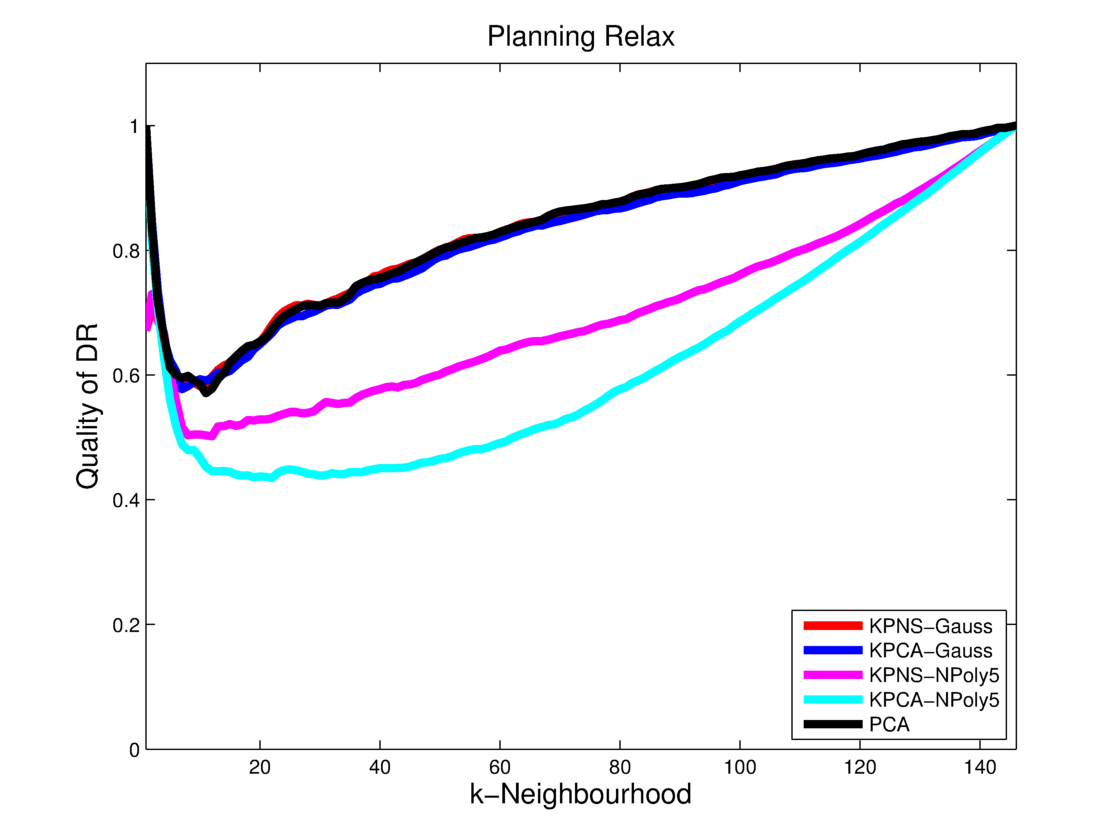 Planning Relax
1
0.8
0.6
0.4
0.2
0
Quality of DR
20 40 60 80 100 120 140
k−Neighbourhood
KPNS−Gauss
KPCA−Gauss
KPNS−NPoly5
KPCA−NPoly5
PCA